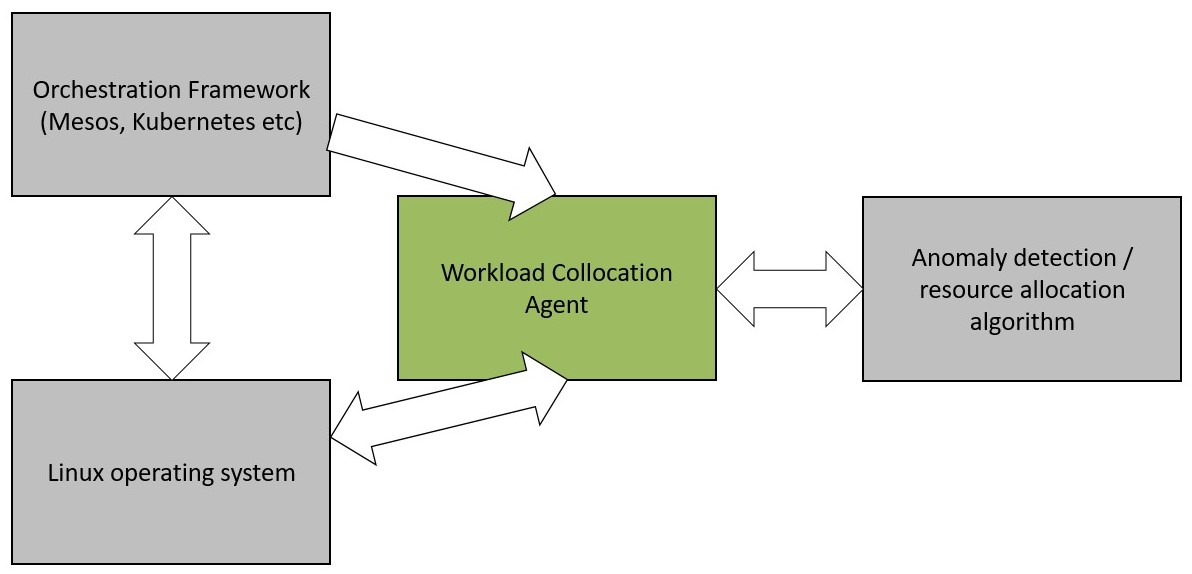 Orchestration Framework
(Mesos, Kubernetes etc)
Workload Collocation
Agent
Anomaly detection /
resource allocation
algorithm
Linux operating system